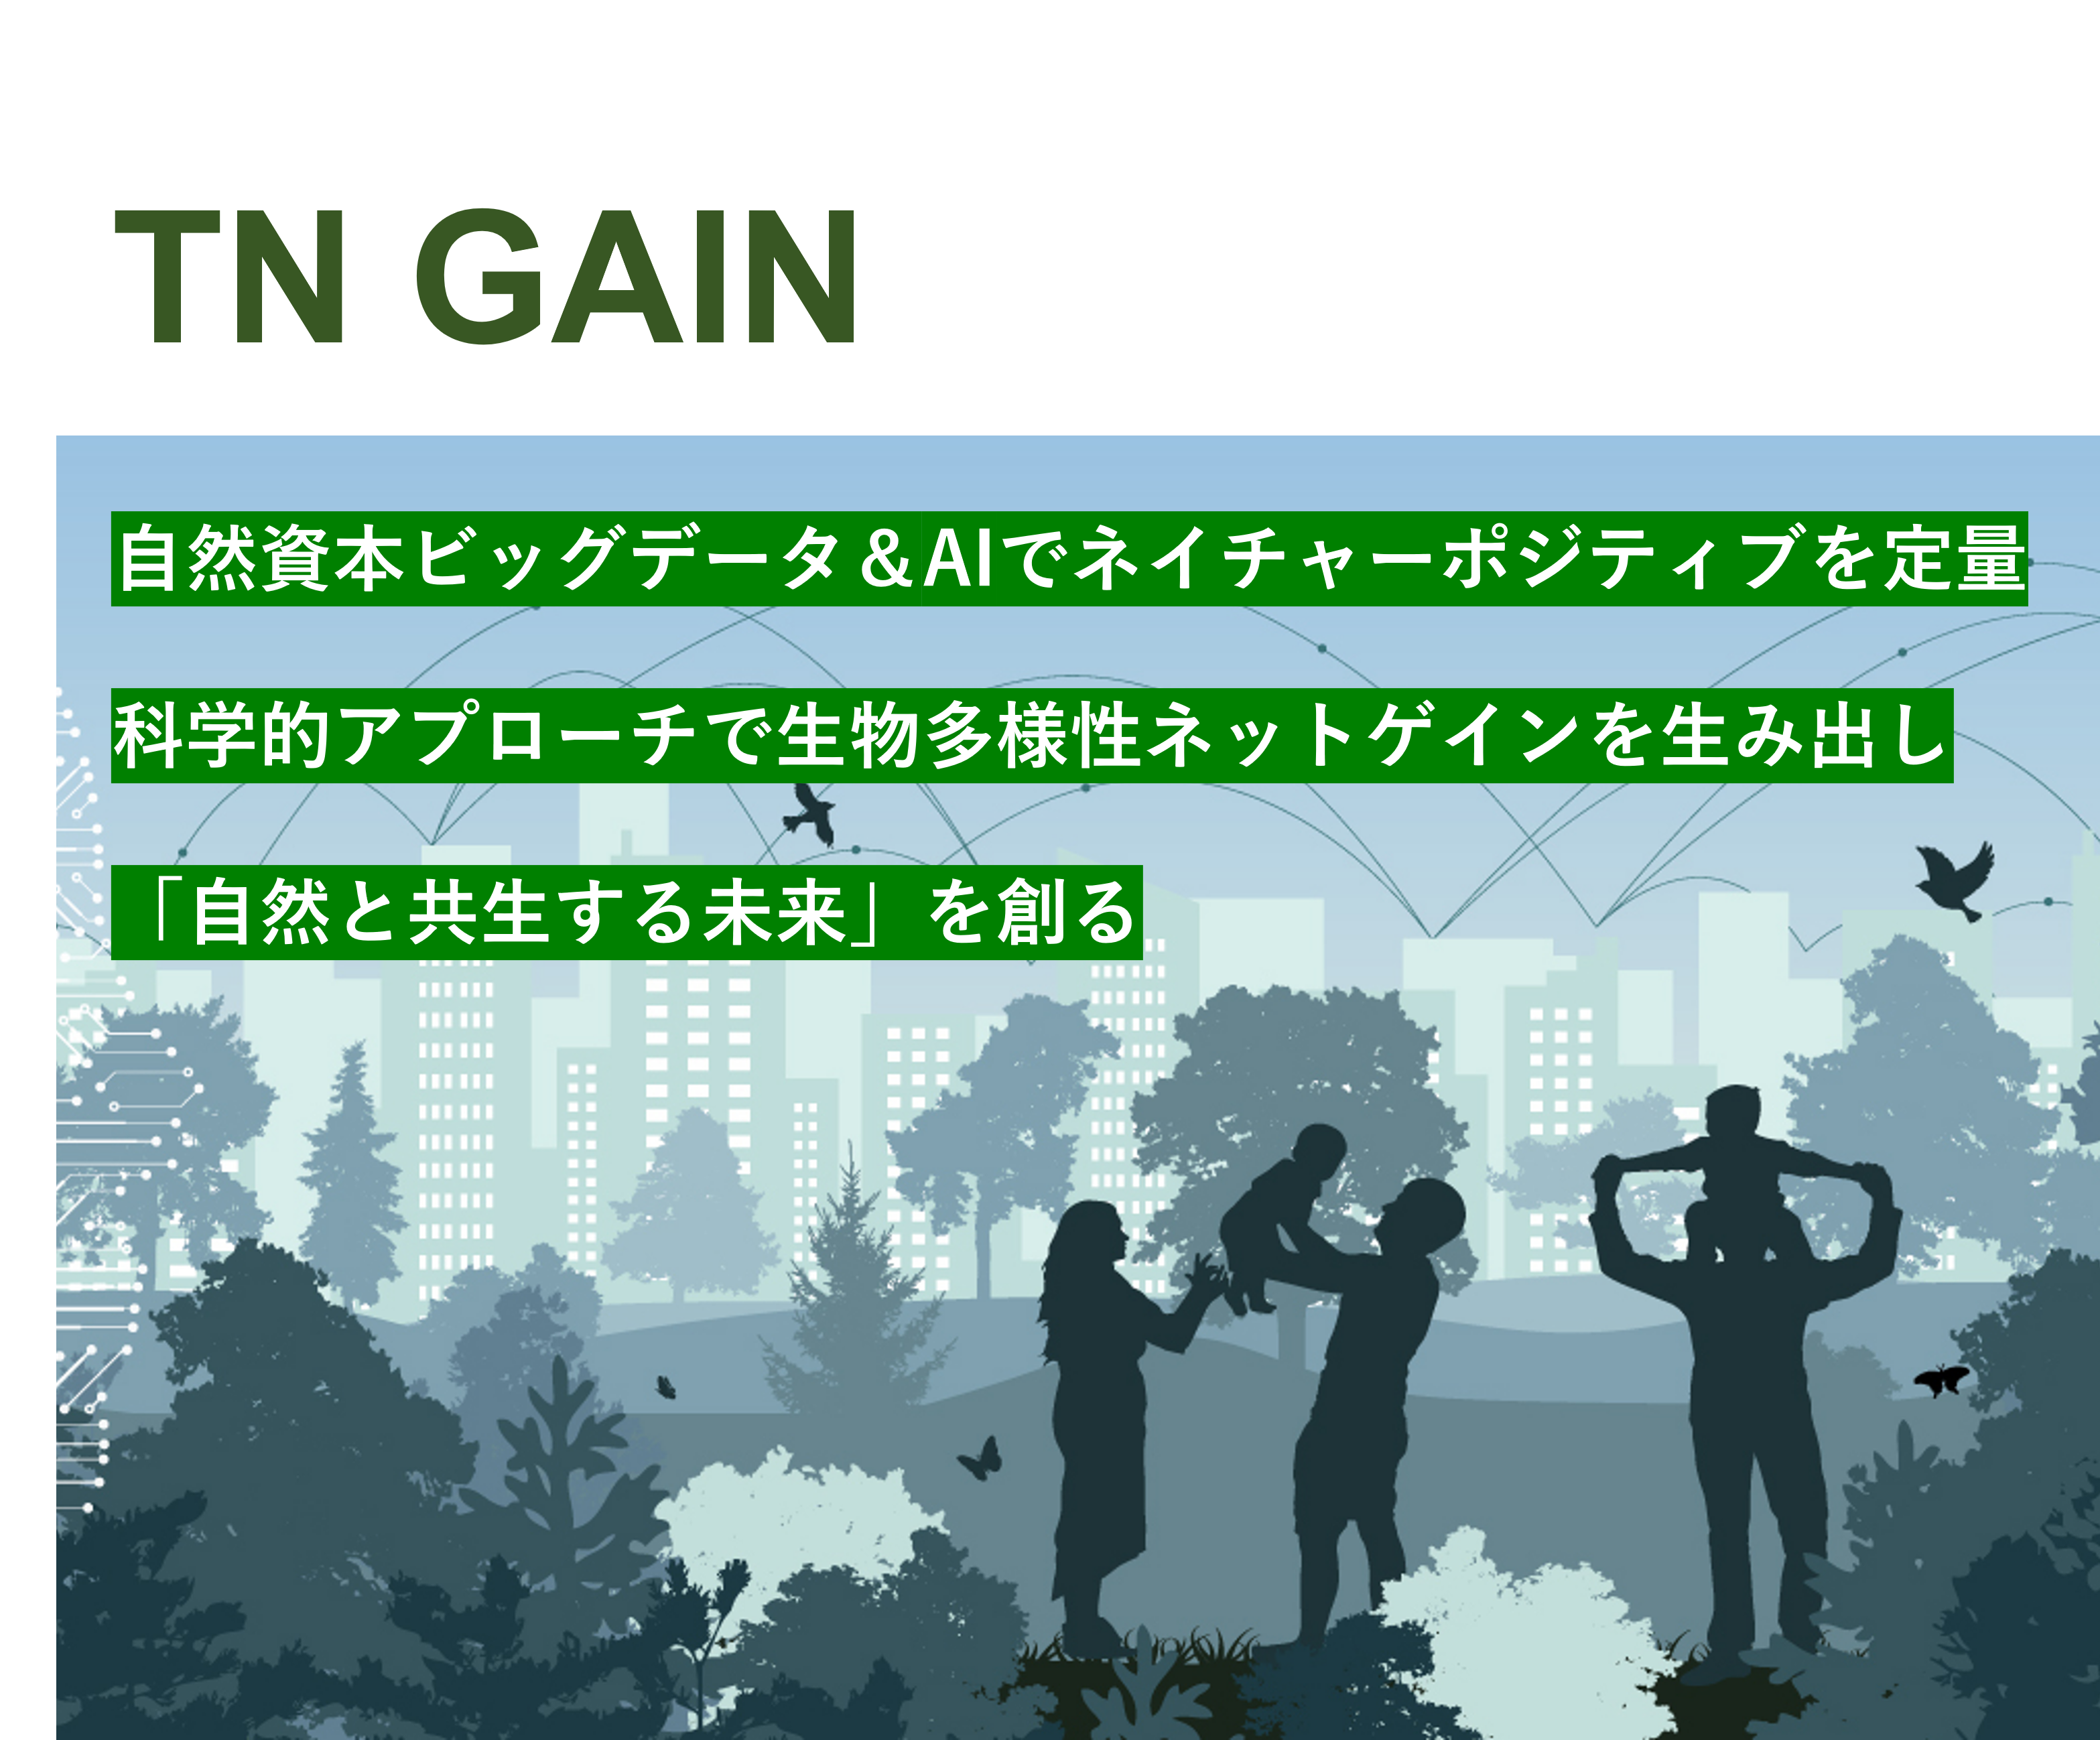 TN GAIN
自然資本ビッグデータ＆AIでネイチャーポジティブを定量
科学的アプローチで生物多様性ネットゲインを生み出し
「自然と共生する未来」を創る